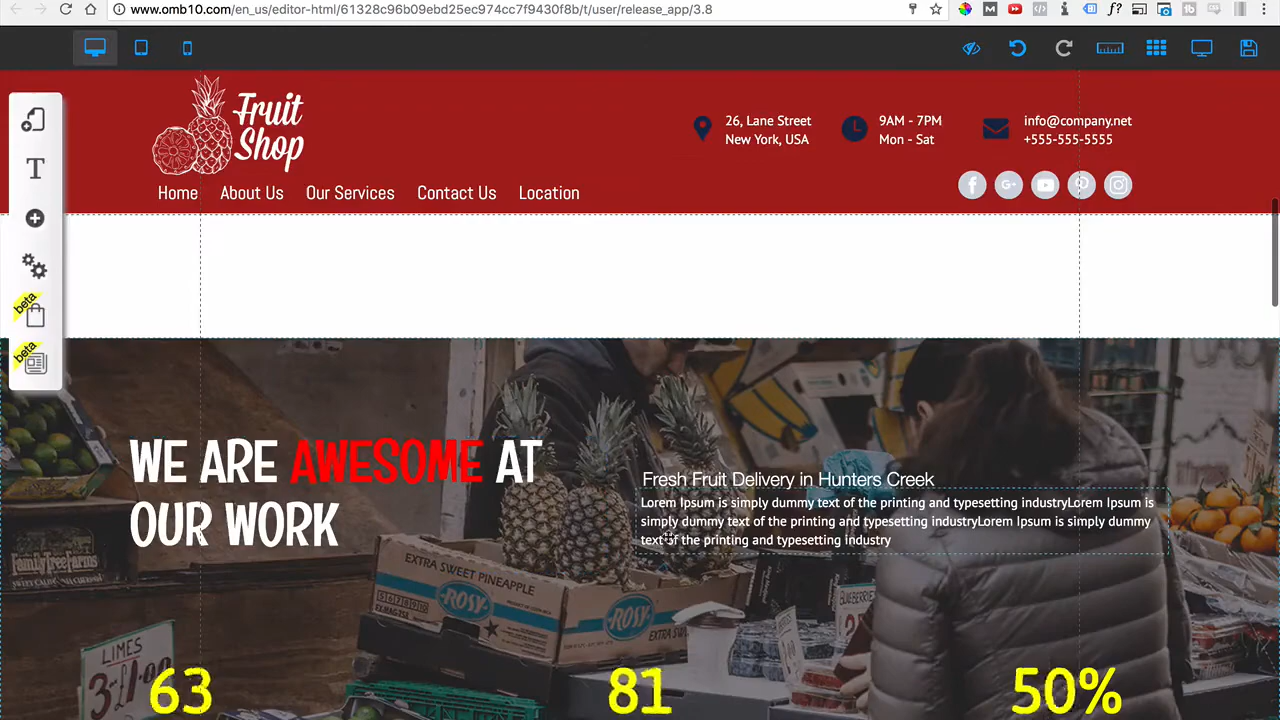 www.omb10.com/en_us/editor-html/61328c96b09ebd25ec974cc7f9430f8b/t/user/release_app/3.8
Fruit
Shop
26, Lane Street
New York, USA
9AM - 7PM
Mon - Sat
info@company.net
+555-555-5555
Home About Us Our Services Contact Us Location
beta
beta
WE ARE AWESOME AT
OUR WORK
Fresh Fruit Delivery in Hunters Creek
Lorem Ipsum is simply dummy text of the printing and typesetting industryLorem Ipsum is
simply dummy text of the printing and typesetting industryLorem Ipsum is simply dummy
text of the printing and typesetting industry
FAMILYTREEFARMS
EXTRA SWEET PINEAPPLE
ROSY
ROSY
EXTRA SWE
BLUEBERRIE
LIMES
63
81
50%